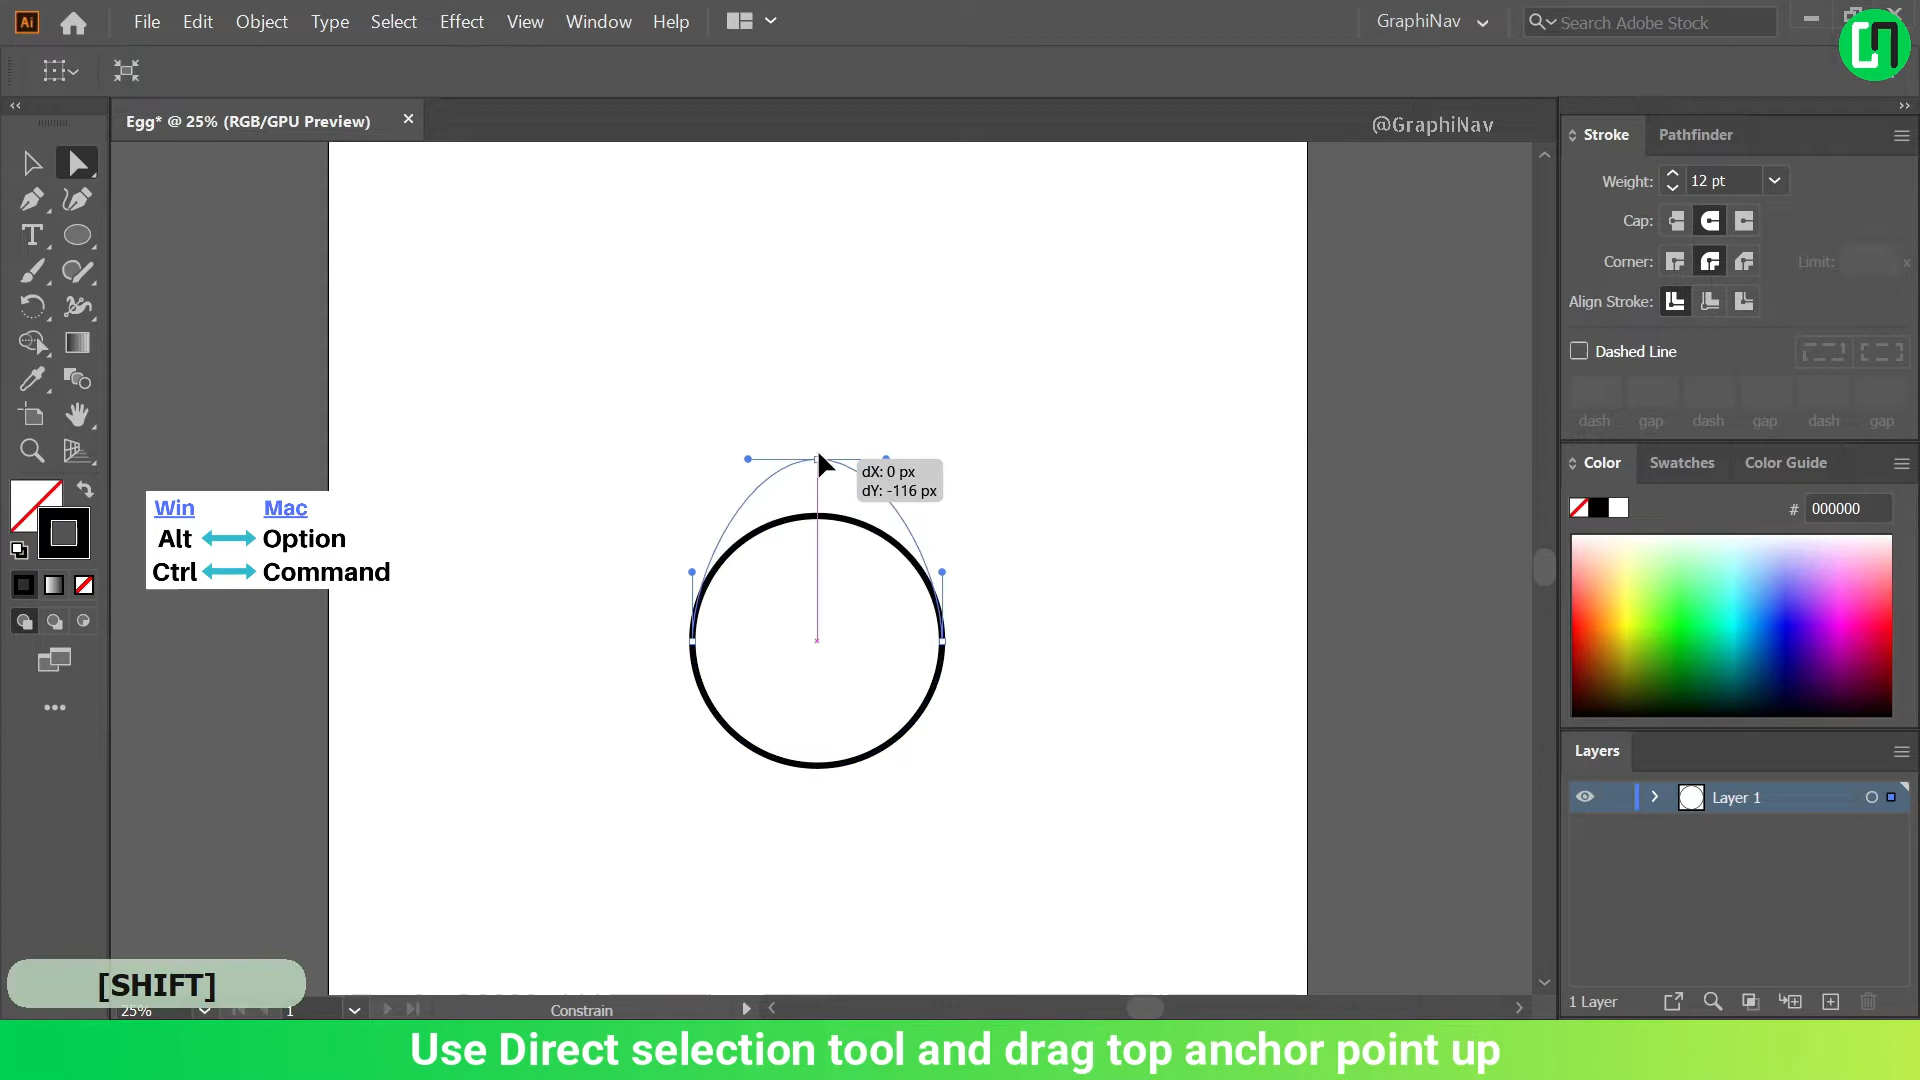 Ai File Edit Object Type Select Effect View Window Help GraphiNav Search Adobe Stock
Egg* @ 25% (RGB/GPU Preview) ×
@GraphiNav
Stroke Pathfinder
Weight: 12 pt
Cap:
Corner: Limit: x
Align Stroke:
Dashed Line
dash gap dash gap dash gap
Color Swatches Color Guide
# 000000
dX: 0 px
dY: -116 px
Win Mac
Alt Option
Ctrl Command
Layers
Layer 1
1 Layer
[SHIFT]
25% 1 Constrain
Use Direct selection tool and drag top anchor point up